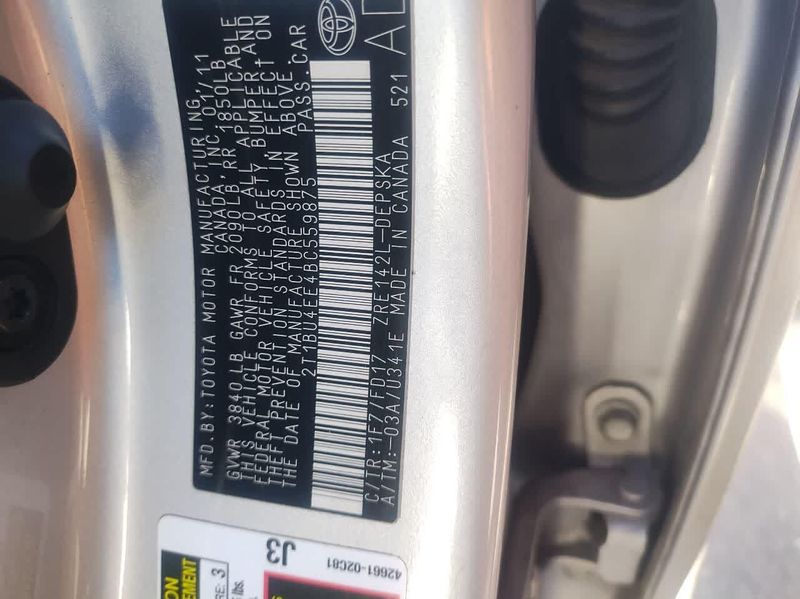 MFD.BY:TOYOTA MOTOR MANUFACTURING
CANADA, INC. 01/11
GVWR 3840LB GAWR FR 2090LB, RR 1850LB
THIS VEHICLE CONFORMS TO ALL APPLICABLE
FEDERAL MOTOR VEHICLE SAFETY, BUMPER AND
THEFT PREVENTION STANDARDS IN EFFECT ON
THE DATE OF MANUFACTURE SHOWN ABOVE.
2T1BU4EE4BC559875 PASS.CAR
C/TR:1F7/FD17 ZRE142L-DEPSKA
A/TM:-03A/U341E MADE IN CANADA 521
J3
42661-02C81
3
lbs.